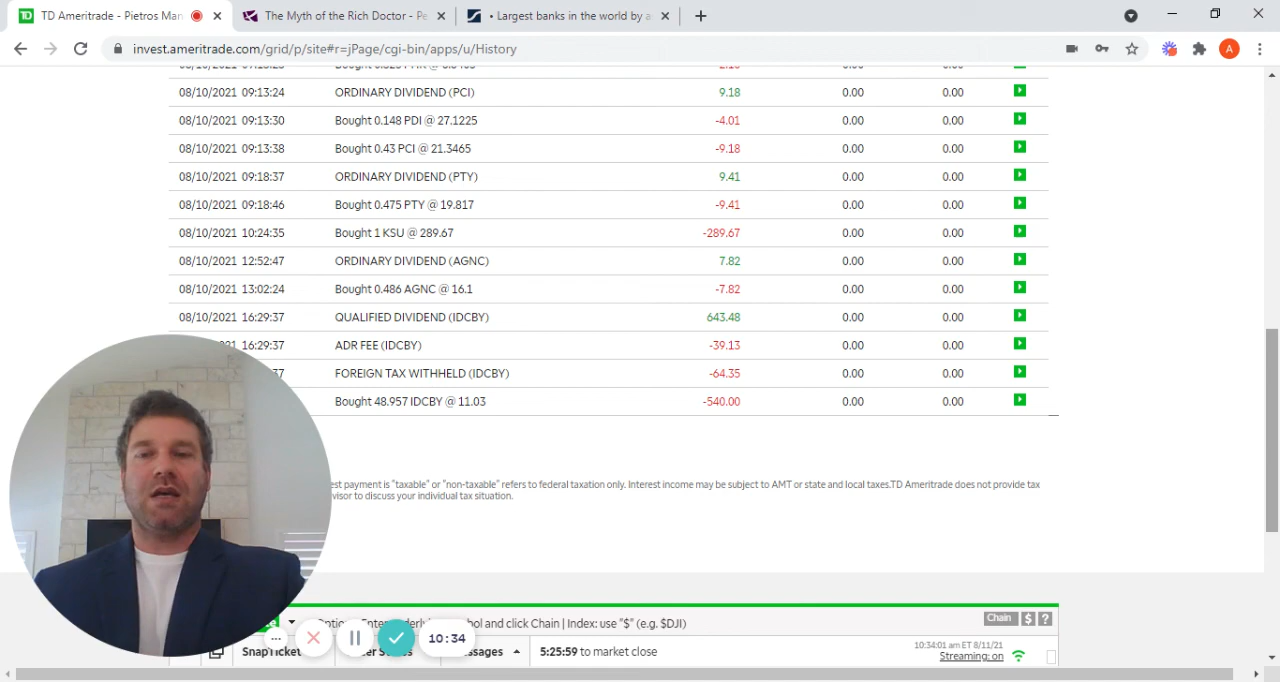 TD Ameritrade - Pietros Man
The Myth of the Rich Doctor - Pe
• Largest banks in the world by a
invest.ameritrade.com/grid/p/site#r=jPage/cgi-bin/apps/u/History
A
08/10/2021 09:13:24 ORDINARY DIVIDEND (PCI) 9.18 0.00 0.00
08/10/2021 09:13:30 Bought 0.148 PDI @ 27.1225 -4.01 0.00 0.00
08/10/2021 09:13:38 Bought 0.43 PCI @ 21.3465 -9.18 0.00 0.00
08/10/2021 09:18:37 ORDINARY DIVIDEND (PTY) 9.41 0.00 0.00
08/10/2021 09:18:46 Bought 0.475 PTY @ 19.817 -9.41 0.00 0.00
08/10/2021 10:24:35 Bought 1 KSU @ 289.67 -289.67 0.00 0.00
08/10/2021 12:52:47 ORDINARY DIVIDEND (AGNC) 7.82 0.00 0.00
08/10/2021 13:02:24 Bought 0.486 AGNC @ 16.1 -7.82 0.00 0.00
08/10/2021 16:29:37 QUALIFIED DIVIDEND (IDCBY) 643.48 0.00 0.00
16:29:37 ADR FEE (IDCBY) -39.13 0.00 0.00
37 FOREIGN TAX WITHHELD (IDCBY) -64.35 0.00 0.00
Bought 48.957 IDCBY @ 11.03 -540.00 0.00 0.00
est payment is "taxable" or "non-taxable" refers to federal taxation only. Interest income may be subject to AMT or state and local taxes.TD Ameritrade does not provide tax
visor to discuss your individual tax situation.
and click Chain | Index: use "$" (e.g. $DJI) Chain $ ?
10:34
SnapTicket 5:25:59 to market close
10:34:01 am ET 8/11/21
Streaming: on